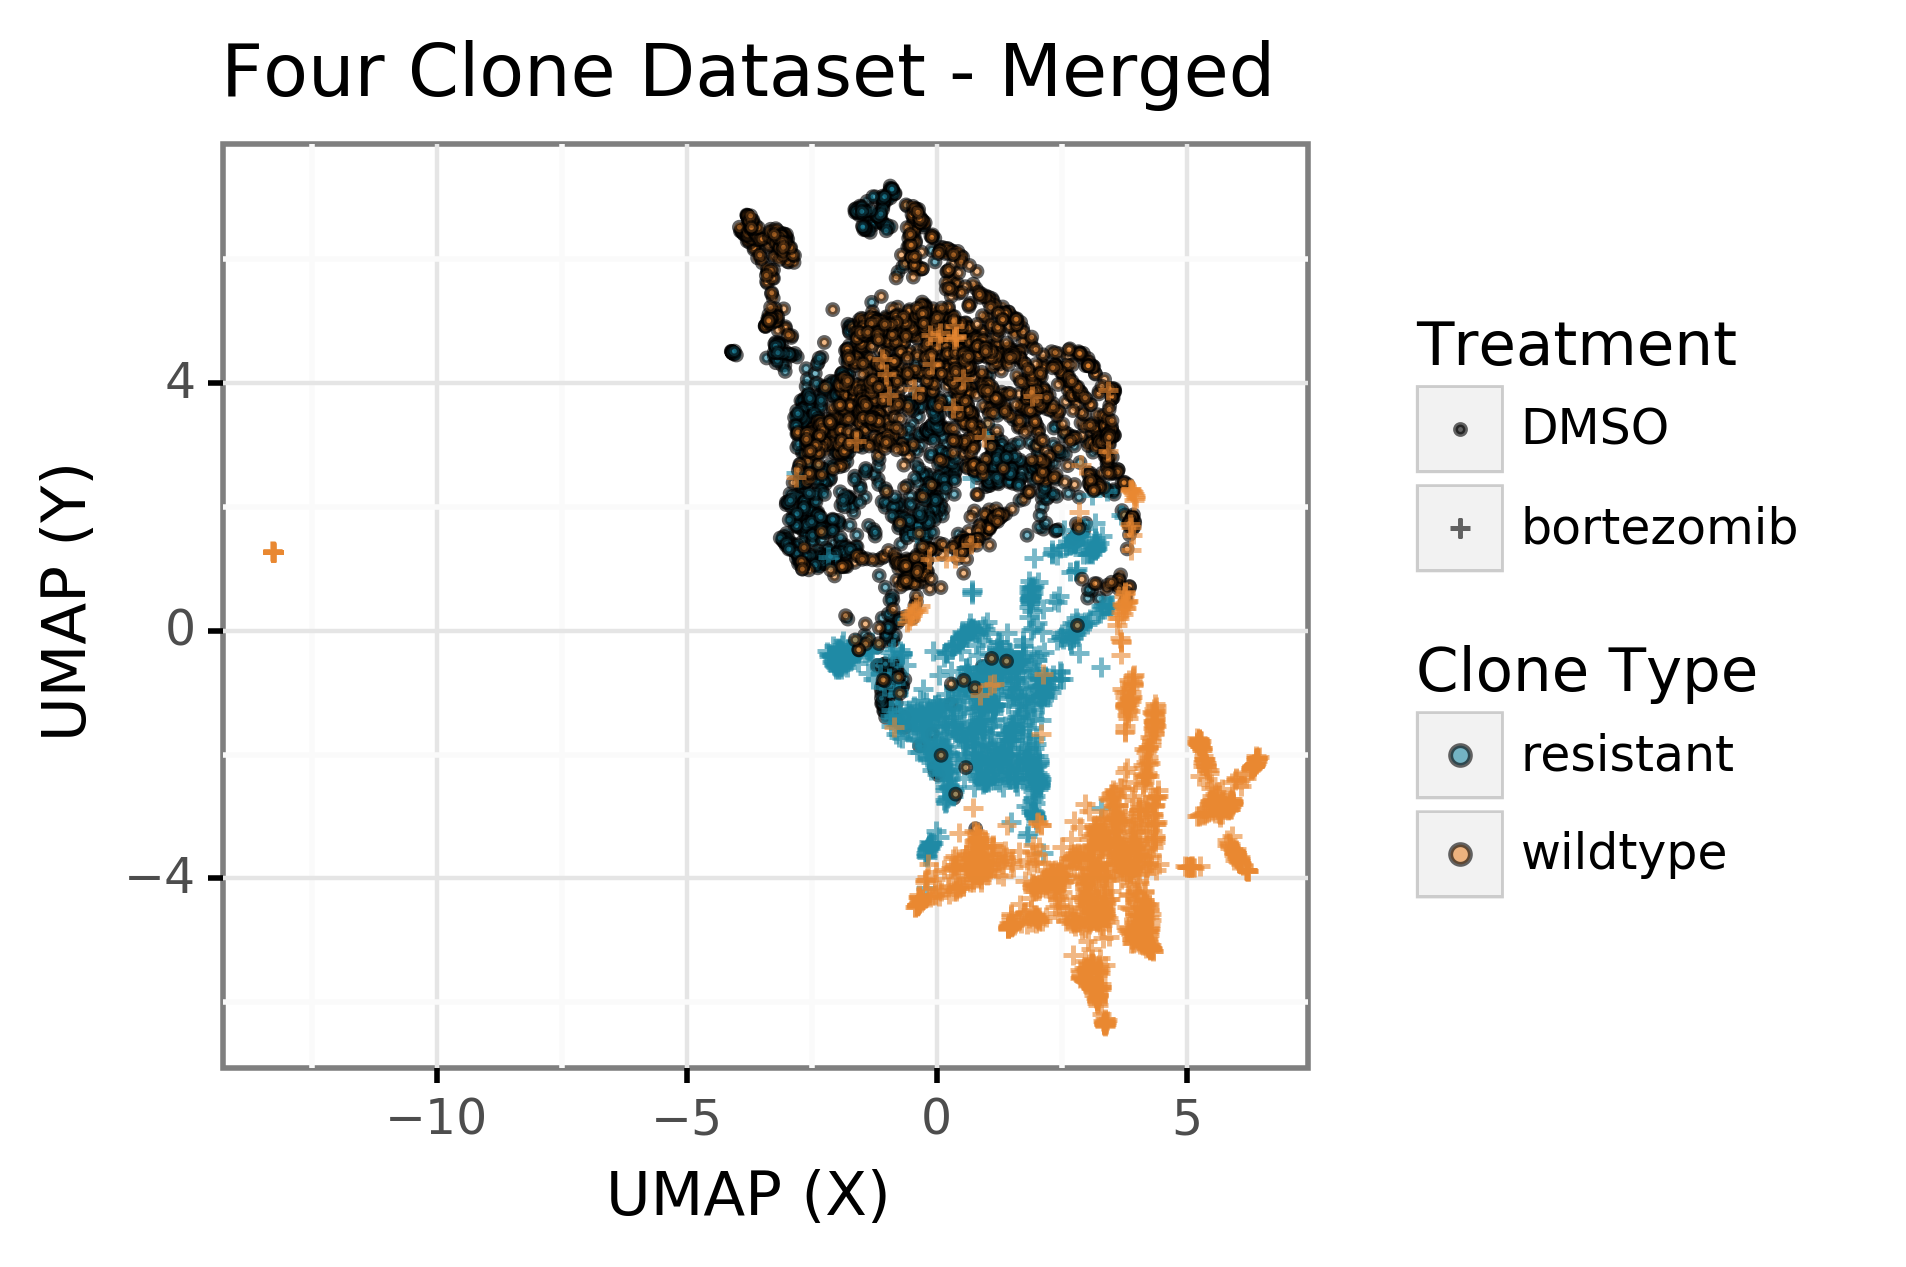 Four Clone Dataset - Merged
UMAP (Y)
4
0
−4
−10
−5
0
5
UMAP (X)
Treatment
DMSO
bortezomib
Clone Type
resistant
wildtype